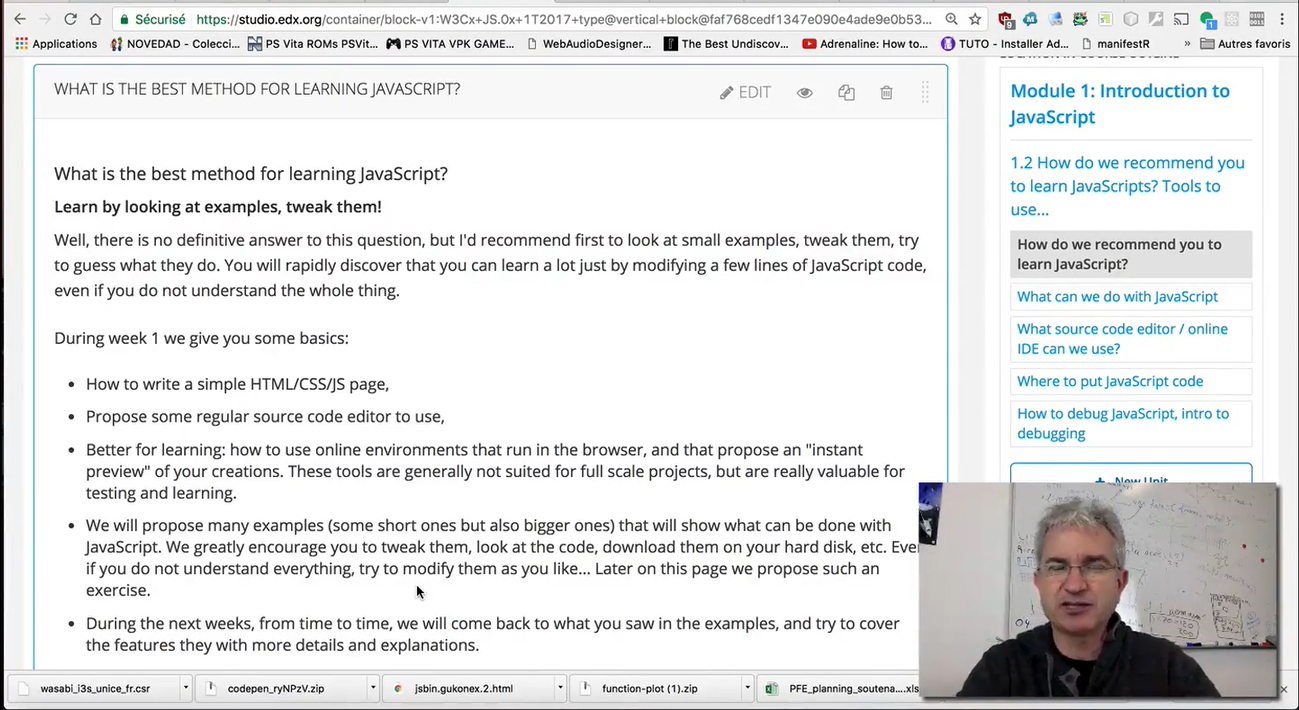 Sécurisé https://studio.edx.org/container/block-v1:W3Cx+JS.0x+1T2017+type@vertical+block@faf768cedf1347e090e4ade9e0b53...
Applications NOVEDAD - Colecci... PS Vita ROMs PSVit... PS VITA VPK GAME... WebAudioDesigner... The Best Undiscov... Adrenaline: How to... TUTO - Installer Ad... manifestR » Autres favoris
WHAT IS THE BEST METHOD FOR LEARNING JAVASCRIPT?
EDIT
What is the best method for learning JavaScript?
Learn by looking at examples, tweak them!
Well, there is no definitive answer to this question, but I'd recommend first to look at small examples, tweak them, try
to guess what they do. You will rapidly discover that you can learn a lot just by modifying a few lines of JavaScript code,
even if you do not understand the whole thing.
During week 1 we give you some basics:
• How to write a simple HTML/CSS/JS page,
• Propose some regular source code editor to use,
• Better for learning: how to use online environments that run in the browser, and that propose an "instant
preview" of your creations. These tools are generally not suited for full scale projects, but are really valuable for
testing and learning.
• We will propose many examples (some short ones but also bigger ones) that will show what can be done with
JavaScript. We greatly encourage you to tweak them, look at the code, download them on your hard disk, etc. Even
if you do not understand everything, try to modify them as you like... Later on this page we propose such an
exercise.
• During the next weeks, from time to time, we will come back to what you saw in the examples, and try to cover
the features they with more details and explanations.
Module 1: Introduction to
JavaScript
1.2 How do we recommend you
to learn JavaScripts? Tools to
use...
How do we recommend you to
learn JavaScript?
What can we do with JavaScript
What source code editor / online
IDE can we use?
Where to put JavaScript code
How to debug JavaScript, intro to
debugging
+ New Unit
wasabi_i3s_unice_fr.csr
codepen_ryNPzV.zip
jsbin.gukonex.2.html
function-plot (1).zip
PFE_planning_soutena....xls